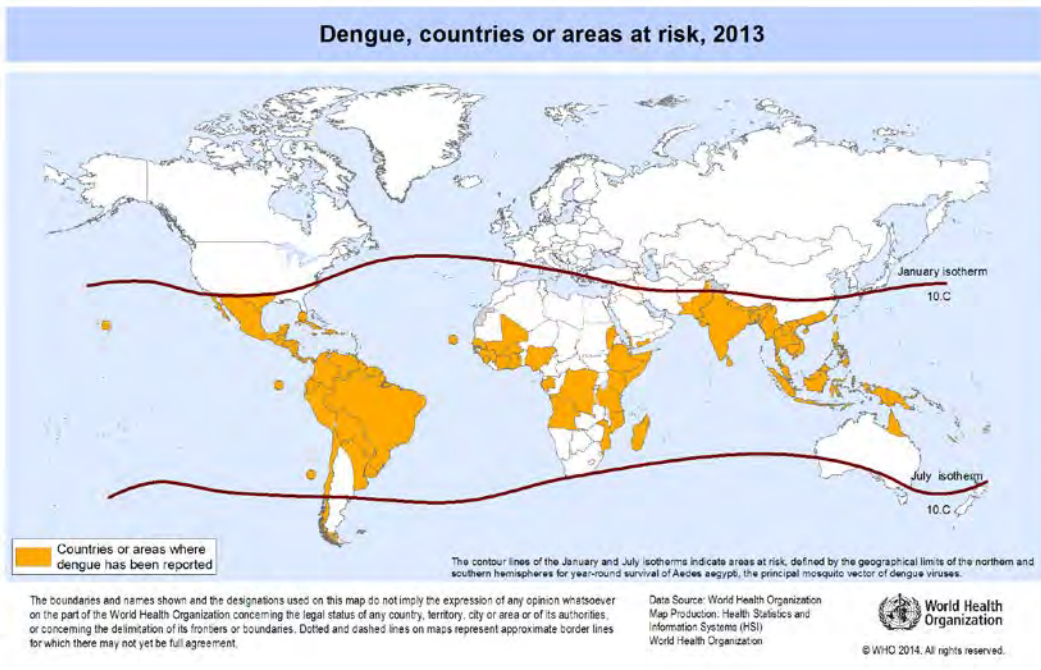 Dengue, countries or areas at risk, 2013
January isotherm
10.C
July isotherm
10.C
Countries or areas where
dengue has been reported
The contour lines of the January and July isotherms indicate areas at risk, defined by the geographical limits of the northern and
southern hemispheres for year-round survival of Aedes aegypti, the principal mosquito vector of dengue viruses.
The boundaries and names shown and the designations used on this map do not imply the expression of any opinion whatsoever
on the part of the World Health Organization concerning the legal status of any country, territory, city or area or of its authorities,
or concerning the delimitation of its frontiers or boundaries. Dotted and dashed lines on maps represent approximate border lines
for which there may not yet be full agreement.
Data Source: World Health Organization
Map Production: Health Statistics and
Information Systems (HSI)
World Health Organization
World Health
Organization
© WHO 2014. All rights reserved.